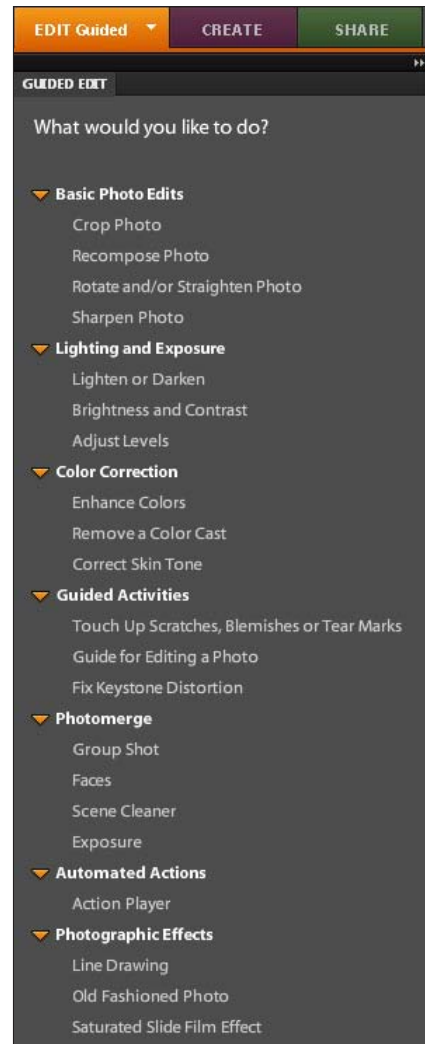 EDIT Guided CREATE SHARE
GUIDED EDIT
What would you like to do?
Basic Photo Edits
Crop Photo
Recompose Photo
Rotate and/or Straighten Photo
Sharpen Photo
Lighting and Exposure
Lighten or Darken
Brightness and Contrast
Adjust Levels
Color Correction
Enhance Colors
Remove a Color Cast
Correct Skin Tone
Guided Activities
Touch Up Scratches, Blemishes or Tear Marks
Guide for Editing a Photo
Fix Keystone Distortion
Photomerge
Group Shot
Faces
Scene Cleaner
Exposure
Automated Actions
Action Player
Photographic Effects
Line Drawing
Old Fashioned Photo
Saturated Slide Film Effect